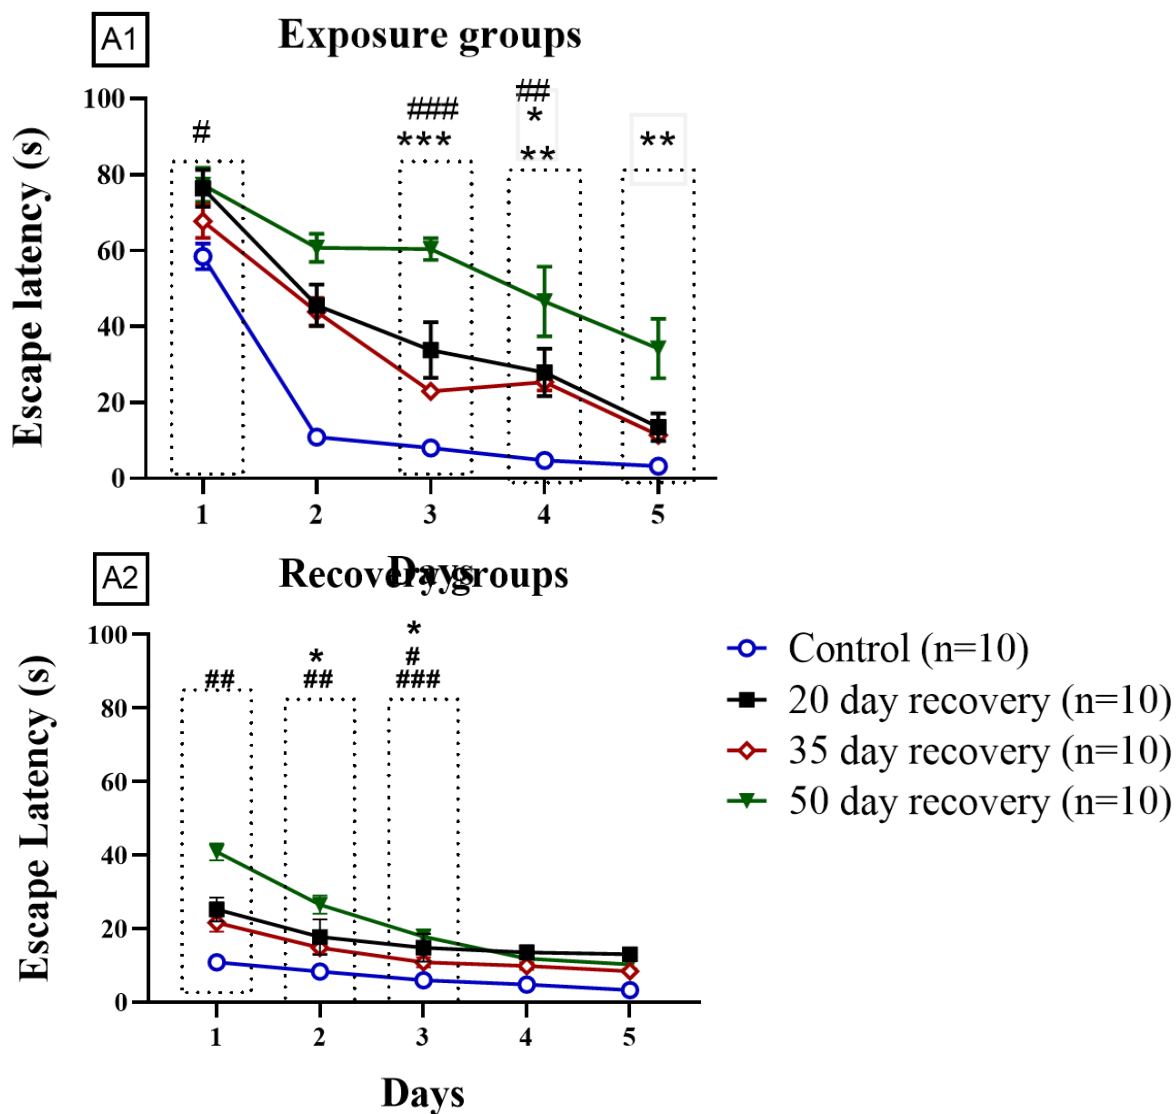 A1
Exposure groups
Escape latency (s)
#
###
***
##
*
**
**
100
80
60
40
20
0
1 2 3 4 5
Days
A2
Recovery groups
Escape Latency (s)
##
*
##
*
#
###
100
80
60
40
20
0
1 2 3 4 5
Days
Control (n=10)
20 day recovery (n=10)
35 day recovery (n=10)
50 day recovery (n=10)